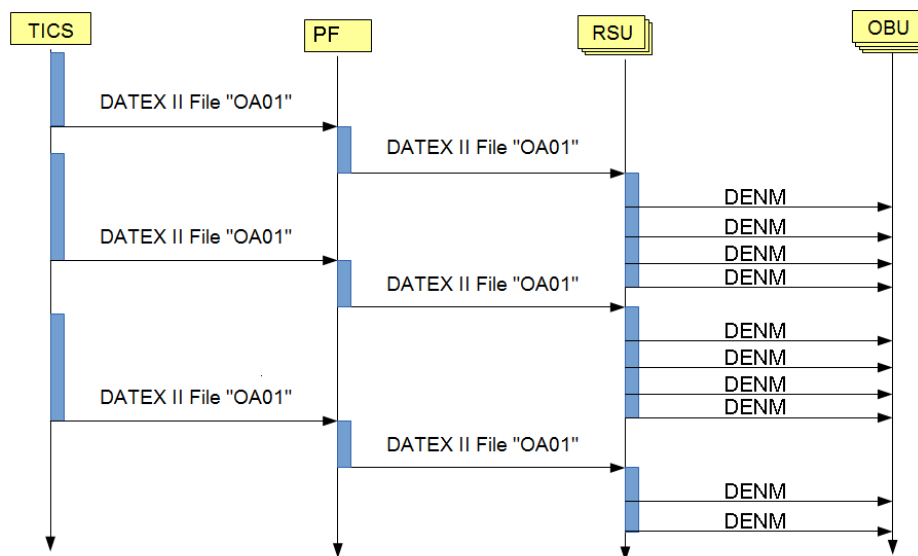 TICS
PF
RSU
OBU
DATEX II File "OA01"
DATEX II File "OA01"
DENM
DENM
DATEX II File "OA01"
DENM
DENM
DATEX II File "OA01"
DENM
DENM
DENM
DATEX II File "OA01"
DENM
DATEX II File "OA01"
DENM
DENM